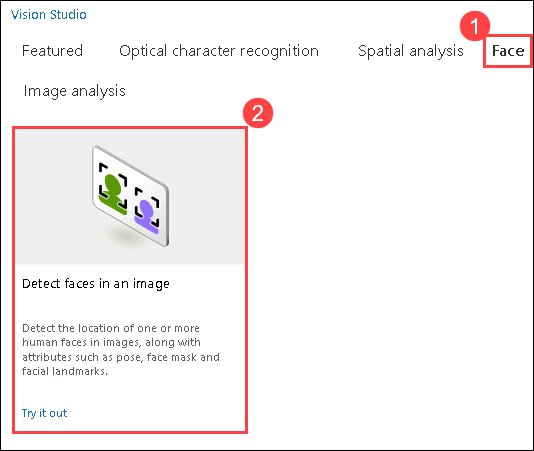 Vision Studio
1
Featured Optical character recognition Spatial analysis Face
Image analysis
2
Detect faces in an image
Detect the location of one or more
human faces in images, along with
attributes such as pose, face mask and
facial landmarks.
Try it out